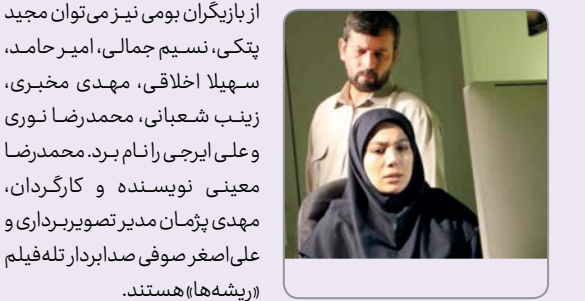 از بازیگران بومی نیز می‌توان مجید
پتکی، نسیم جمالی، امیر حامد،
سهیلا اخلاقی، مهدی مخبری،
زینب شعبانی، محمدرضا نوری
و علی ایرجی را نام برد. محمدرضا
معینی نویسنده و کارگردان،
مهدی پژمان مدیر تصویربرداری و
علی‌اصغر صوفی صدابردار تله‌فیلم
«ریشه‌ها» هستند.